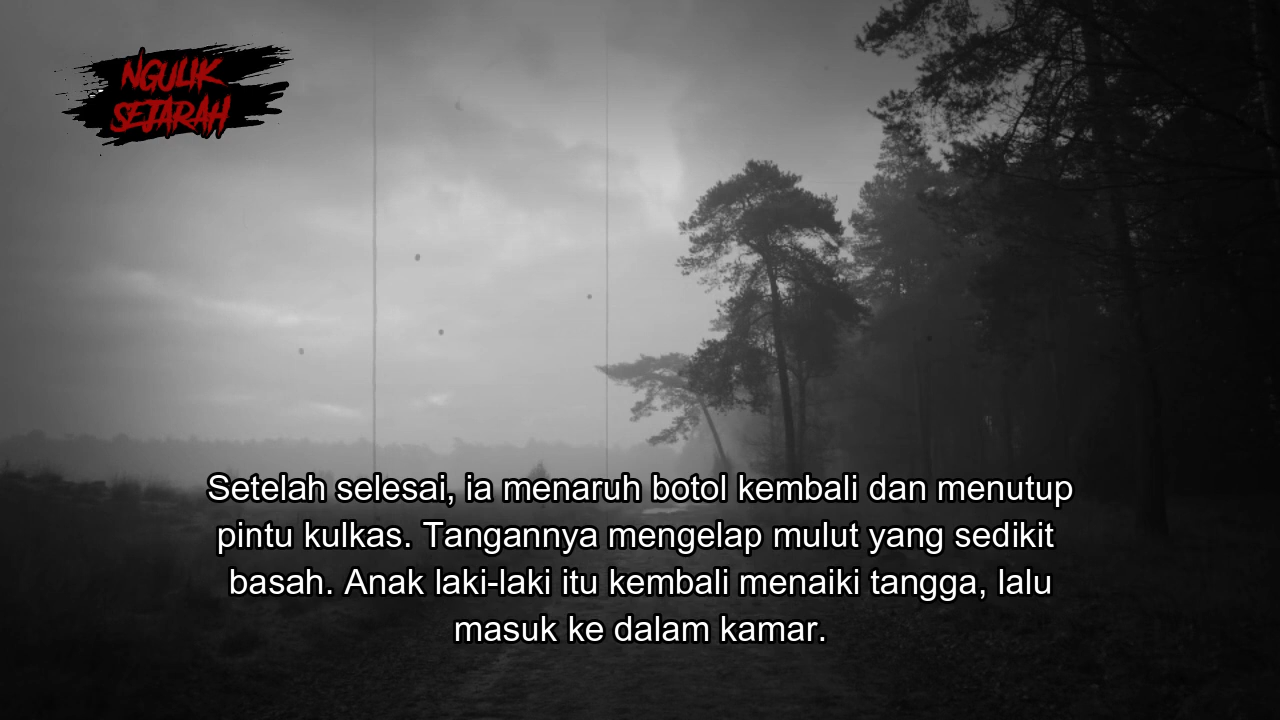 NGULIK
SEJARAH
Setelah selesai, ia menaruh botol kembali dan menutup
pintu kulkas. Tangannya mengelap mulut yang sedikit
basah. Anak laki-laki itu kembali menaiki tangga, lalu
masuk ke dalam kamar.